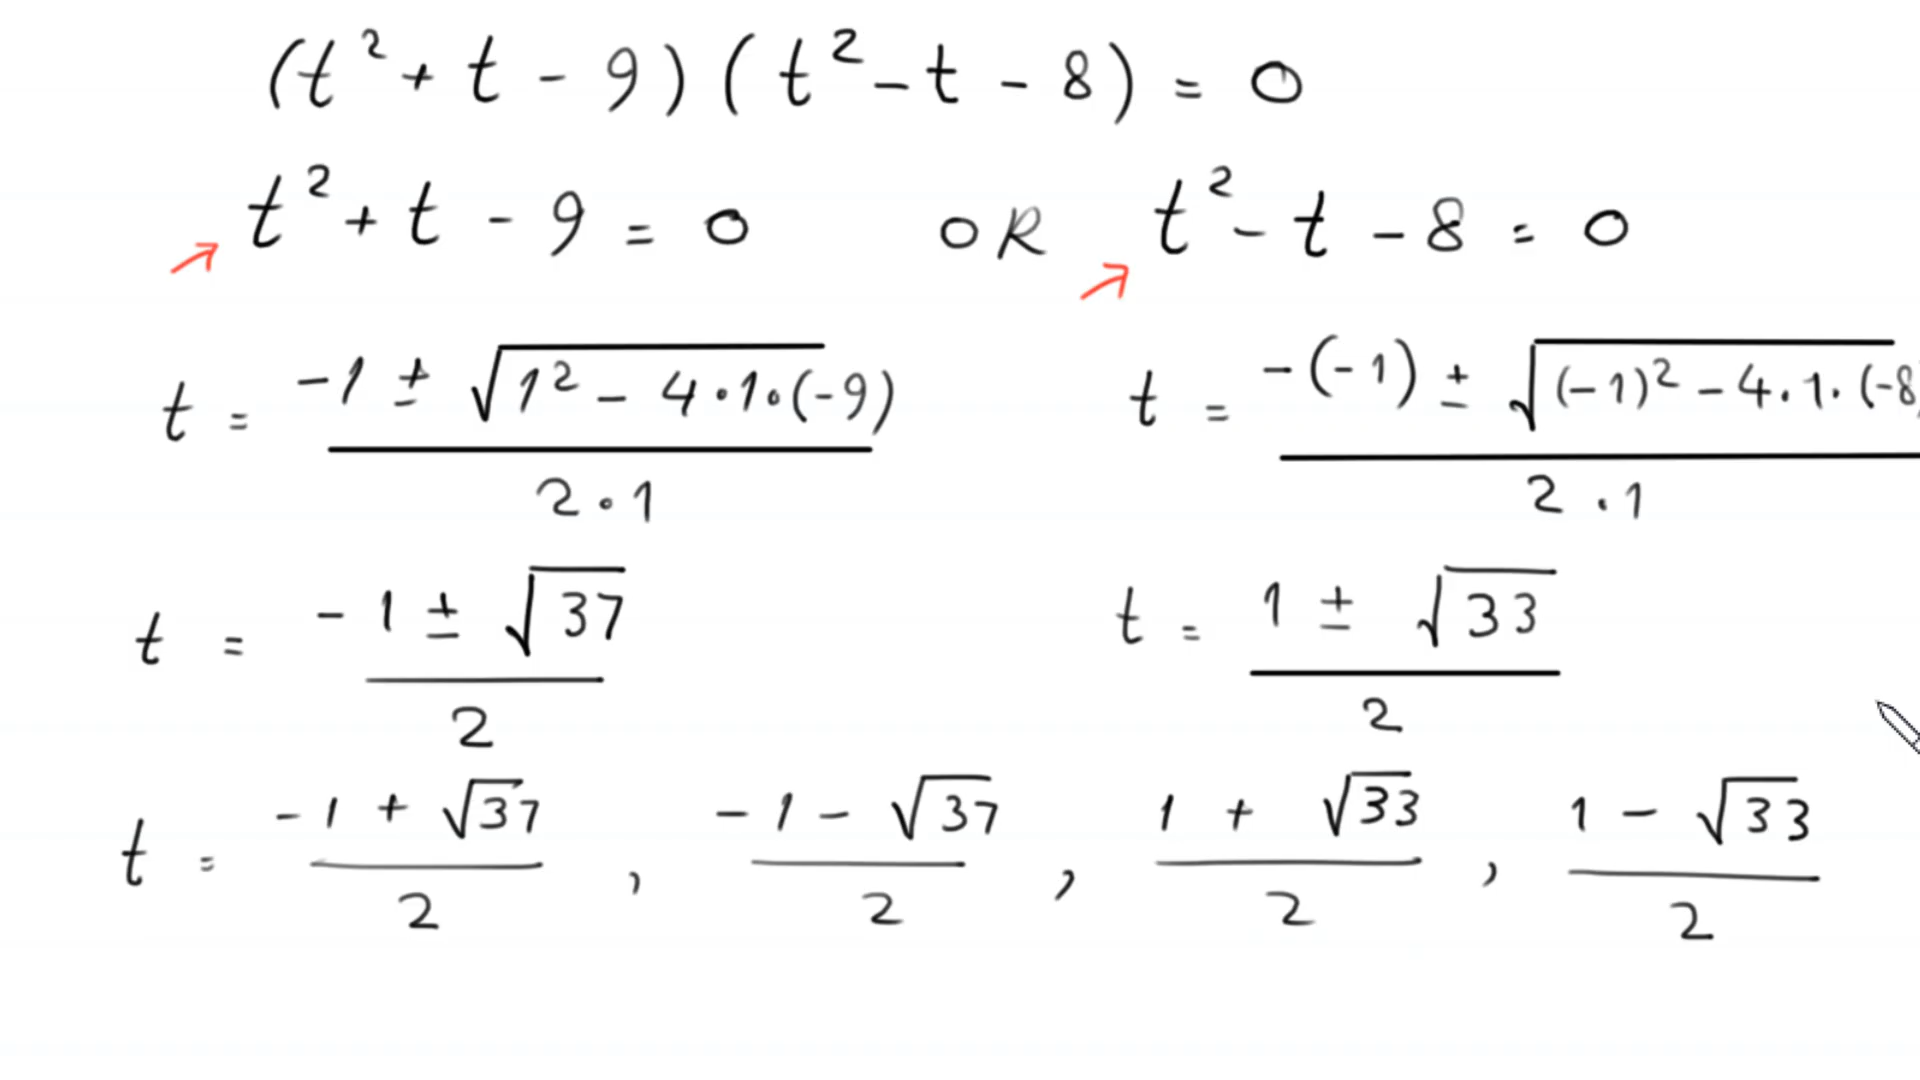 (t² + t - 9) (t² - t - 8) = 0
t² + t - 9 = 0 OR t² - t - 8 = 0
t = (-1 ± √(1² - 4·1·(-9))) / (2·1) t = (-(-1) ± √((-1)² - 4·1·(-8))) / (2·1)
t = (-1 ± √37) / 2 t = (1 ± √33) / 2
t = (-1 + √37) / 2 , (-1 - √37) / 2 , (1 + √33) / 2 , (1 - √33) / 2